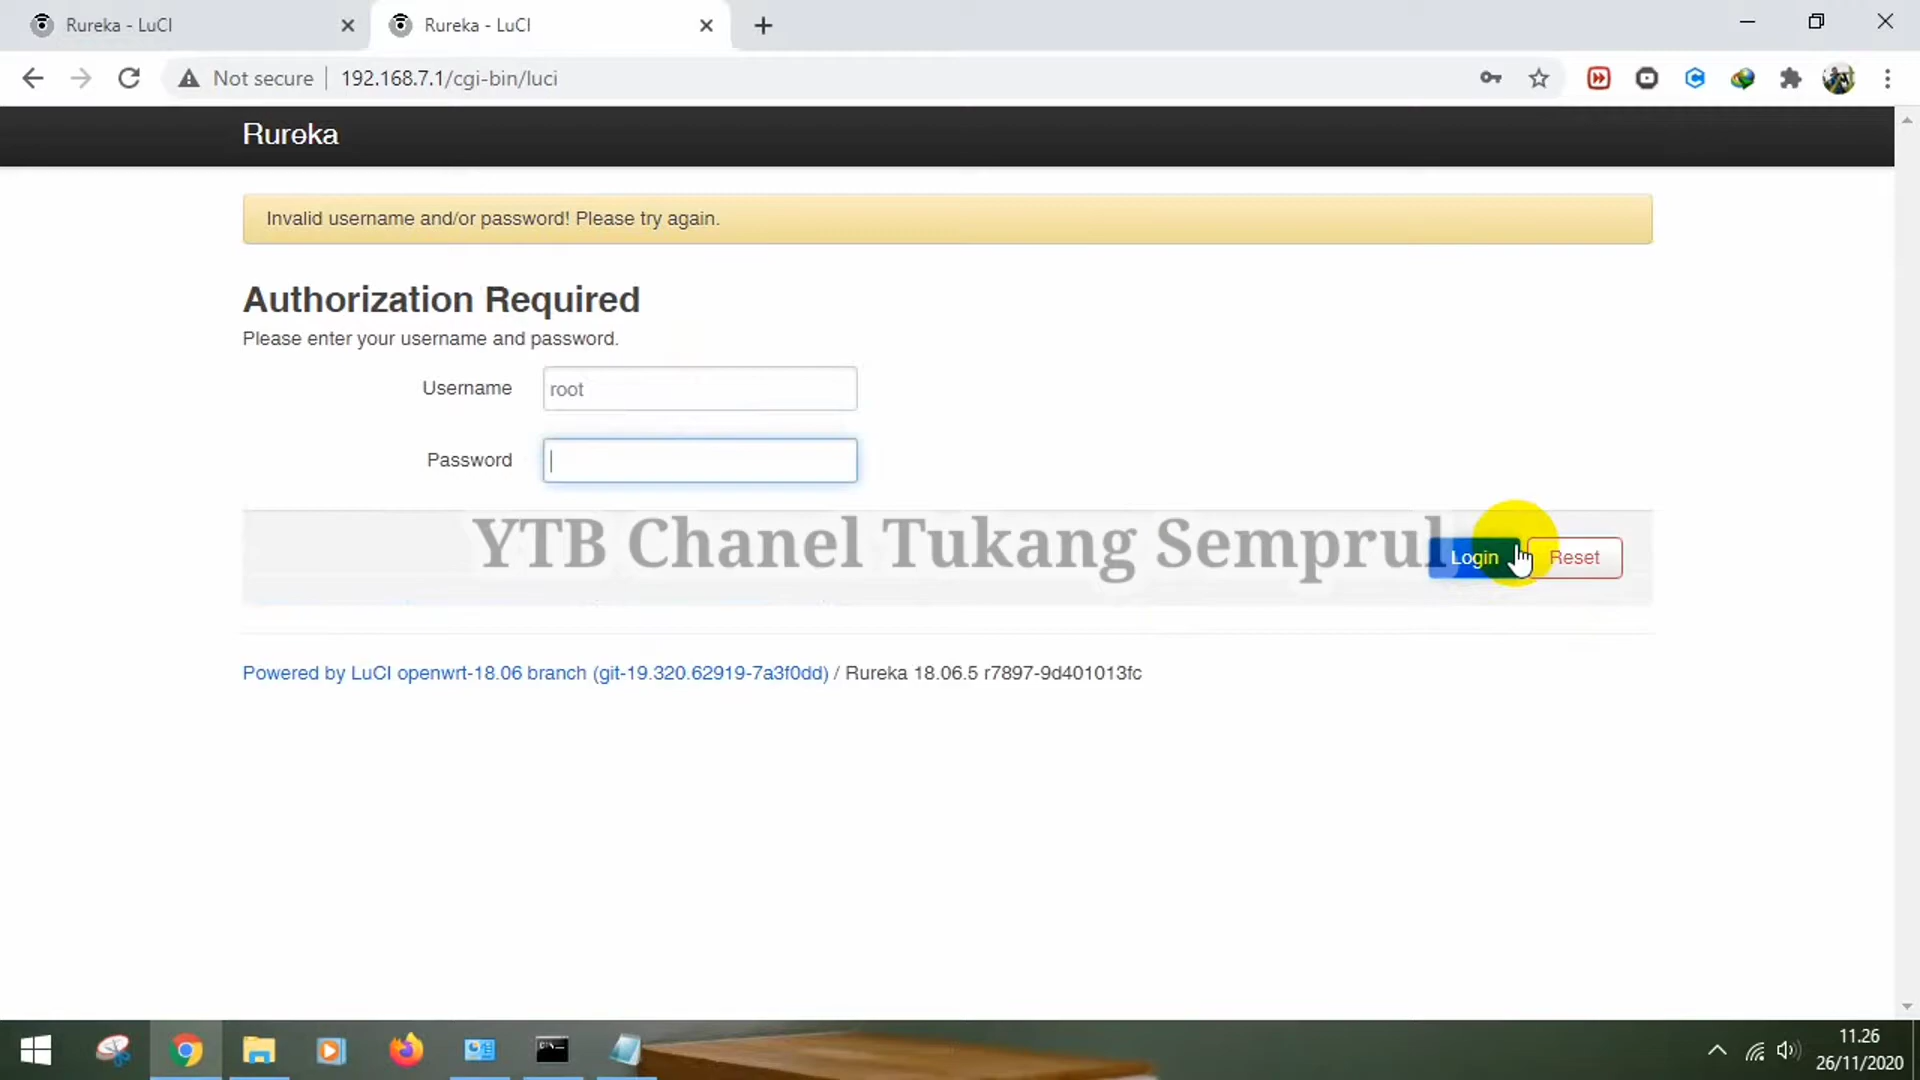 Rureka - LuCI
Rureka - LuCI
Not secure
192.168.7.1/cgi-bin/luci
Rureka
Invalid username and/or password! Please try again.
Authorization Required
Please enter your username and password.
Username
root
Password
YTB Chanel Tukang Semprul
Login
Reset
Powered by LuCI openwrt-18.06 branch (git-19.320.62919-7a3f0dd) / Rureka 18.06.5 r7897-9d401013fc
11.26
26/11/2020